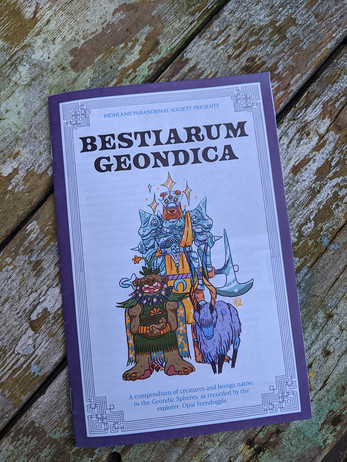 HIGHLAND PARANORMAL SOCIETY PRESENTS
BESTIARUM
GEONDICA
A compendium of creatures and beings native
to the Geondic Spheres, as recorded by the
explorer, Opal Fernduggle.